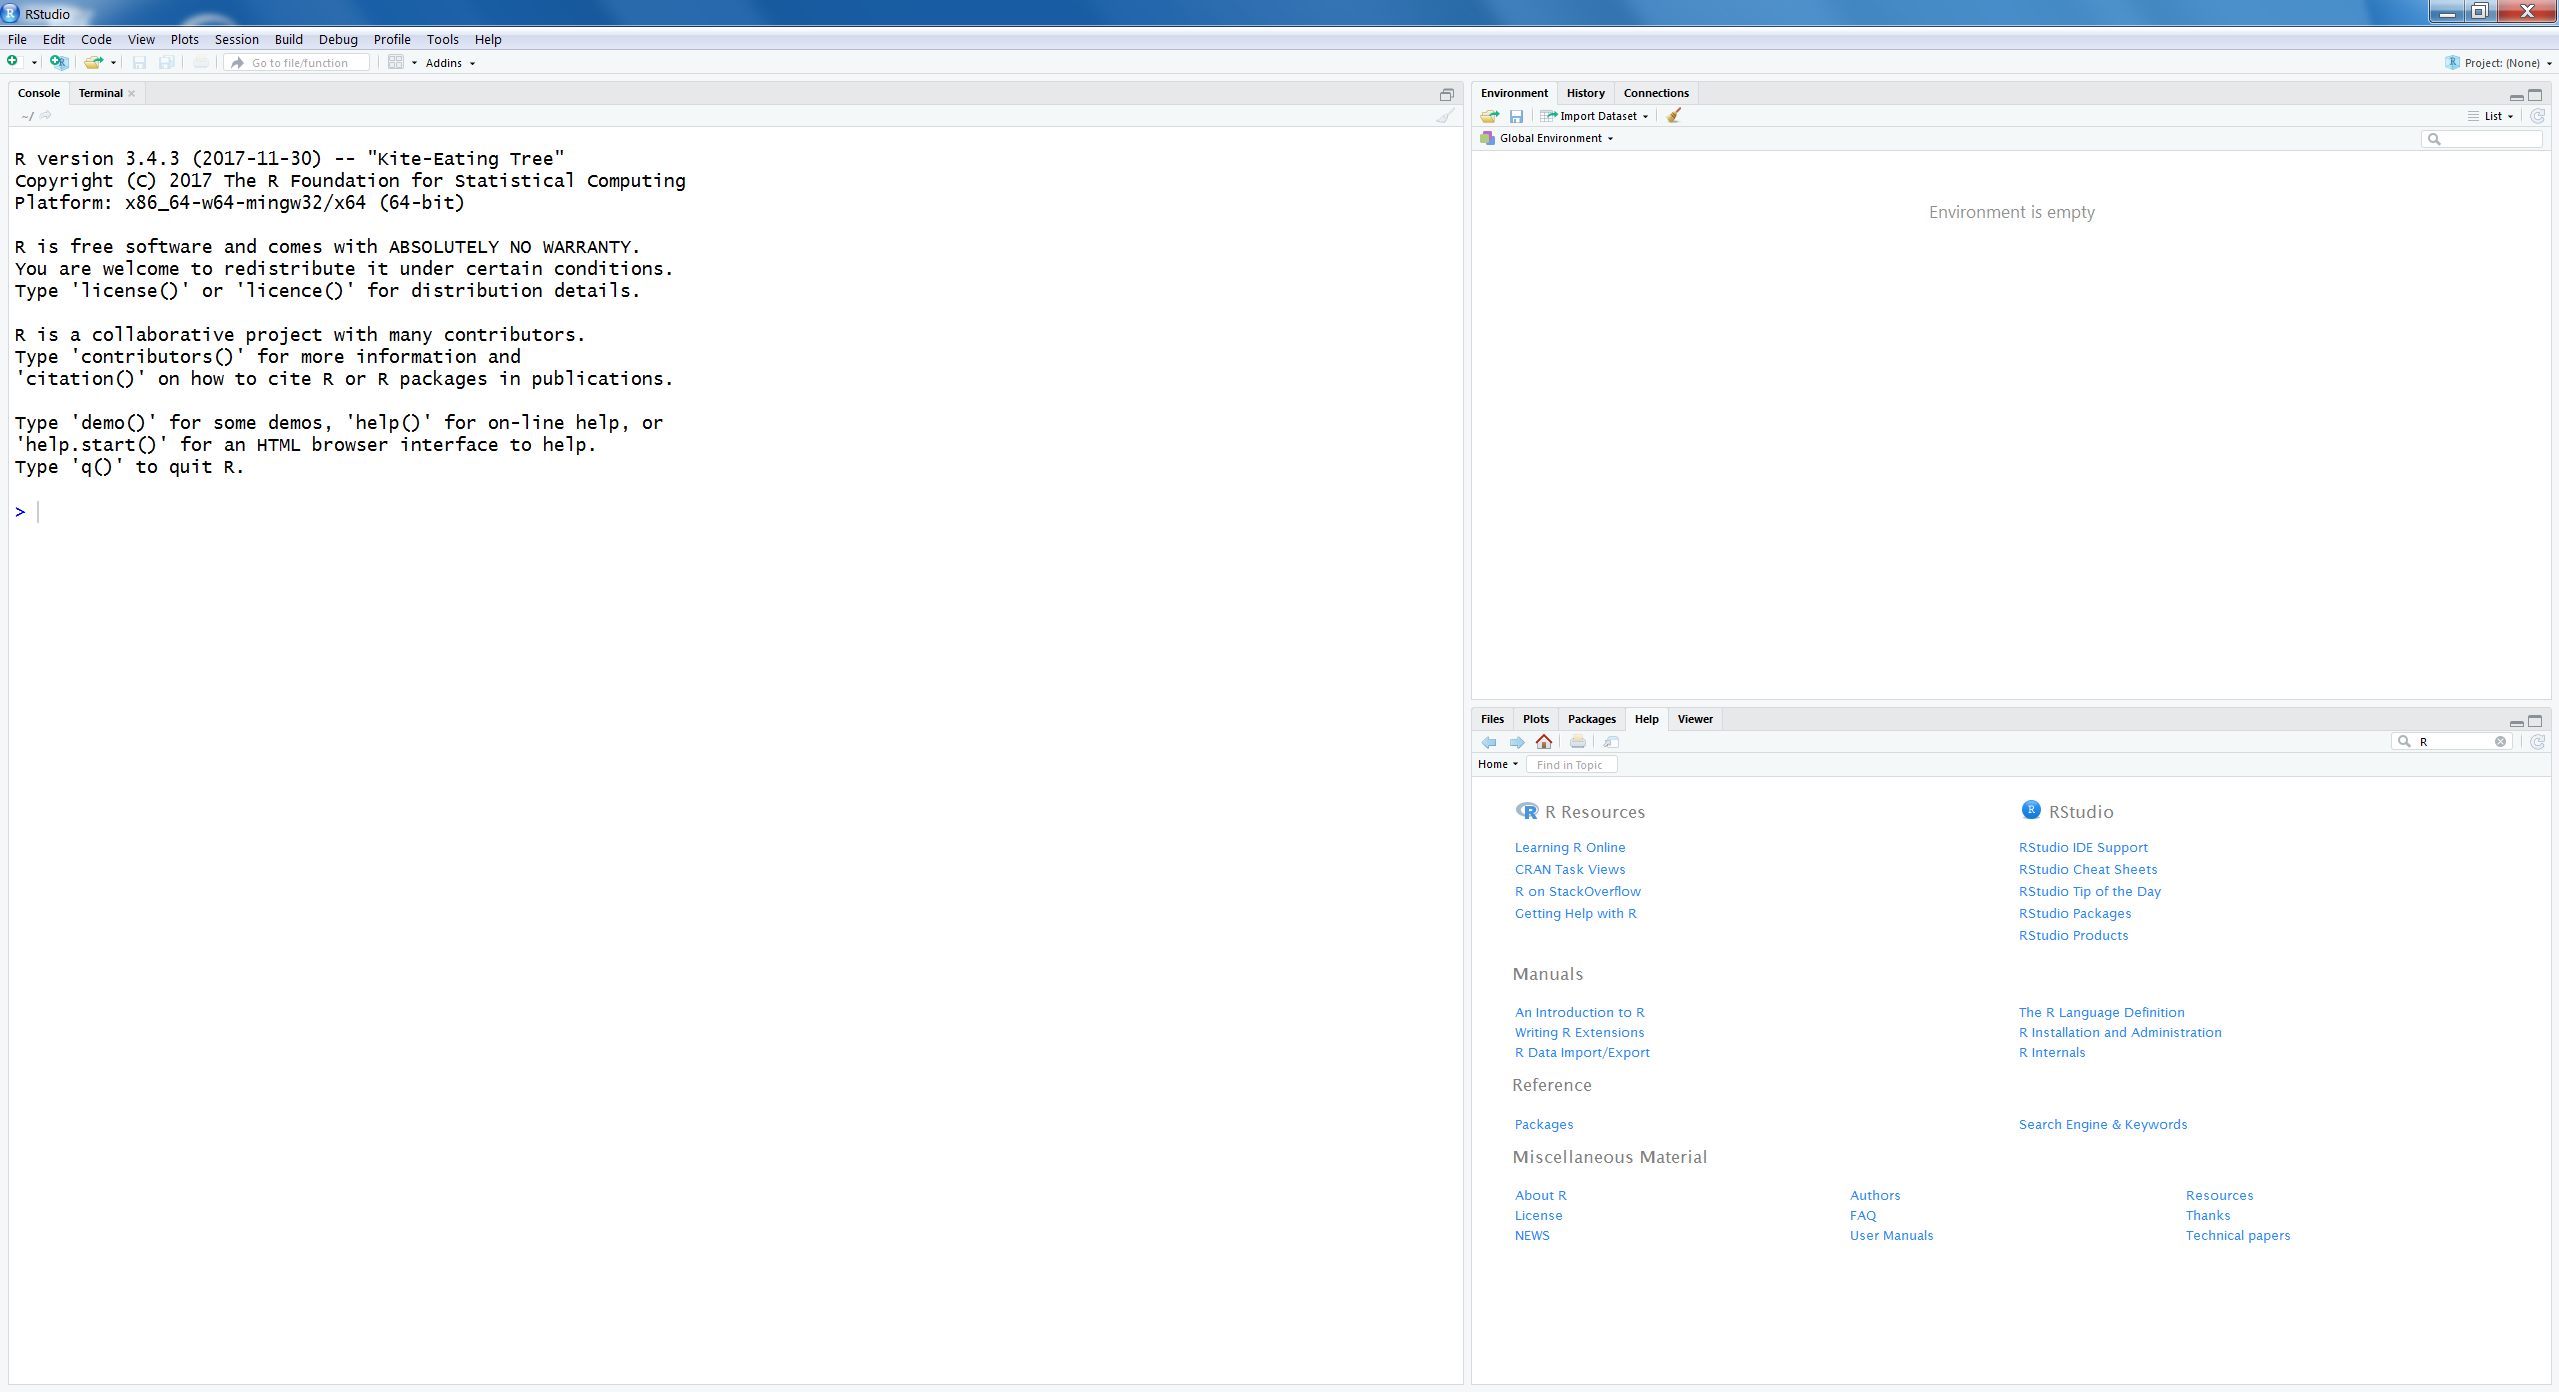 RStudio
File Edit Code View Plots Session Build Debug Profile Tools Help
Go to file/function Addins Project: (None)
Console Terminal
~/
R version 3.4.3 (2017-11-30) -- "Kite-Eating Tree"
Copyright (C) 2017 The R Foundation for Statistical Computing
Platform: x86_64-w64-mingw32/x64 (64-bit)
R is free software and comes with ABSOLUTELY NO WARRANTY.
You are welcome to redistribute it under certain conditions.
Type 'license()' or 'licence()' for distribution details.
R is a collaborative project with many contributors.
Type 'contributors()' for more information and
'citation()' on how to cite R or R packages in publications.
Type 'demo()' for some demos, 'help()' for on-line help, or
'help.start()' for an HTML browser interface to help.
Type 'q()' to quit R.
>
Environment History Connections
Import Dataset List
Global Environment
Environment is empty
Files Plots Packages Help Viewer
R
Home Find in Topic
R Resources
Learning R Online
CRAN Task Views
R on StackOverflow
Getting Help with R
RStudio
RStudio IDE Support
RStudio Cheat Sheets
RStudio Tip of the Day
RStudio Packages
RStudio Products
Manuals
An Introduction to R The R Language Definition
Writing R Extensions R Installation and Administration
R Data Import/Export R Internals
Reference
Packages Search Engine & Keywords
Miscellaneous Material
About R Authors Resources
License FAQ Thanks
NEWS User Manuals Technical papers